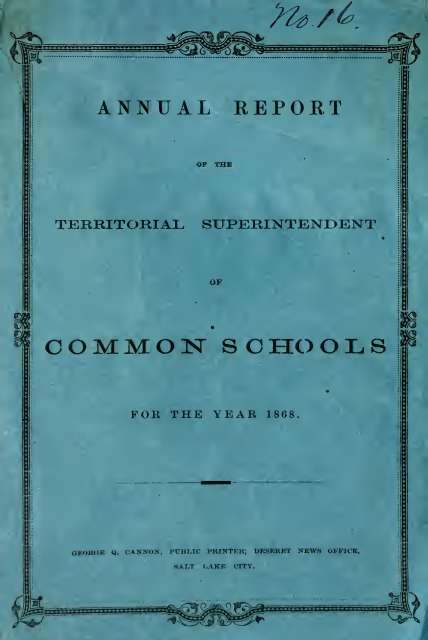 No. 16.
ANNUAL REPORT
OF THE
TERRITORIAL SUPERINTENDENT
OF
COMMON SCHOOLS
FOR THE YEAR 1868.
GEORGE Q. CANNON, PUBLIC PRINTER, DESERET NEWS OFFICE,
SALT LAKE CITY.